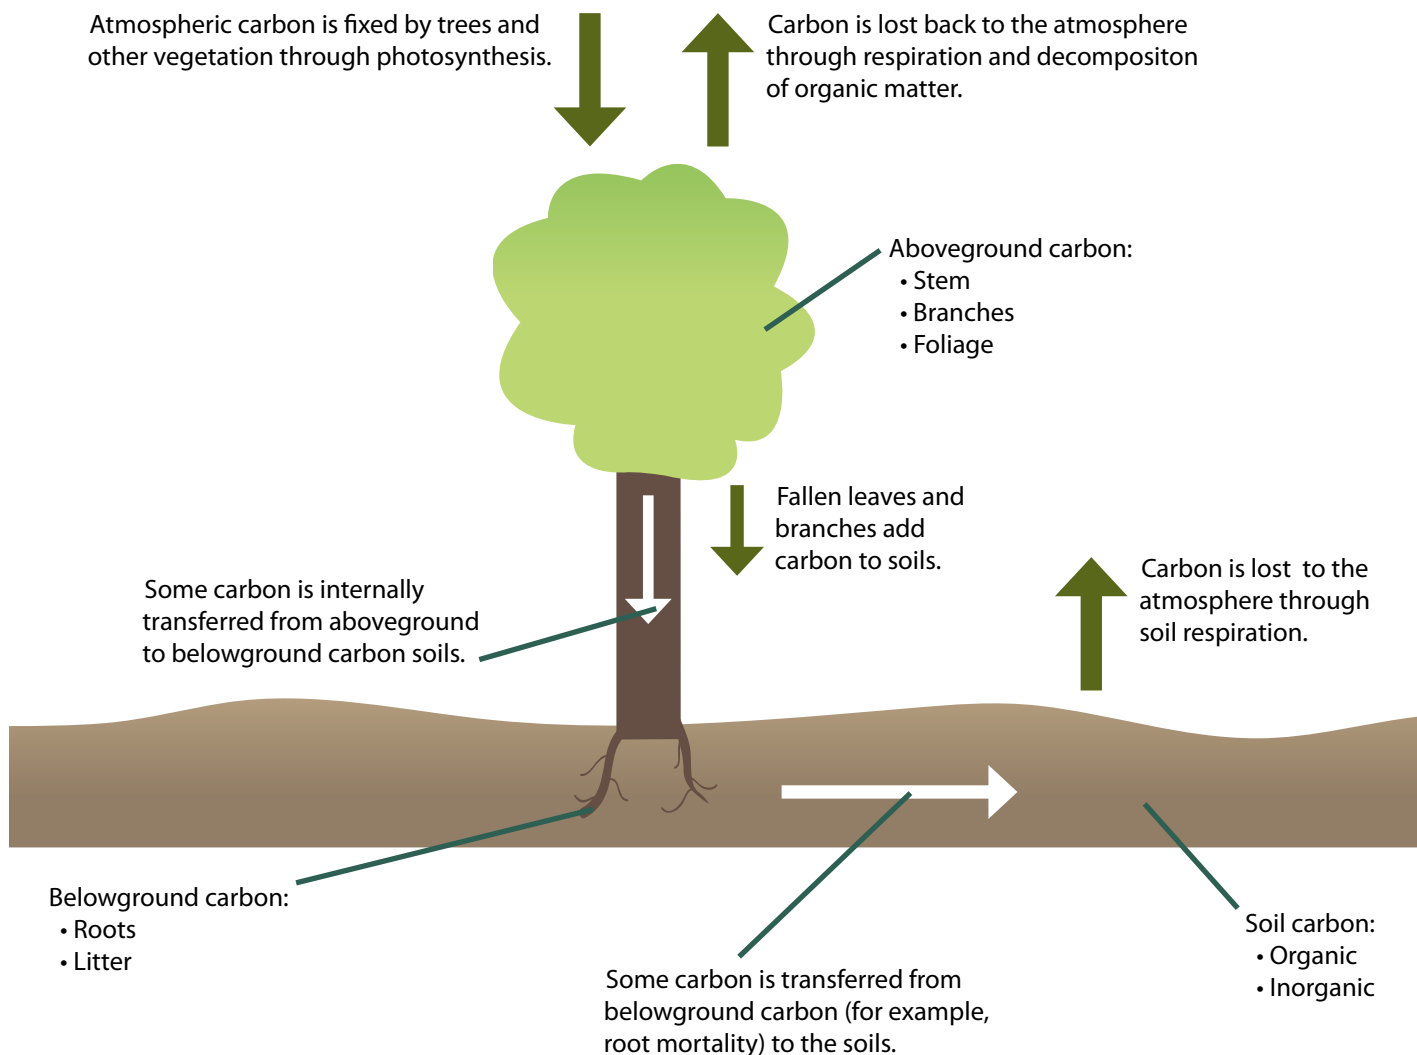 Atmospheric carbon is fixed by trees and
other vegetation through photosynthesis.
Carbon is lost back to the atmosphere
through respiration and decompositon
of organic matter.
Aboveground carbon:
• Stem
• Branches
• Foliage
Fallen leaves and
branches add
carbon to soils.
Some carbon is internally
transferred from aboveground
to belowground carbon soils.
Carbon is lost to the
atmosphere through
soil respiration.
Belowground carbon:
• Roots
• Litter
Some carbon is transferred from
belowground carbon (for example,
root mortality) to the soils.
Soil carbon:
• Organic
• Inorganic